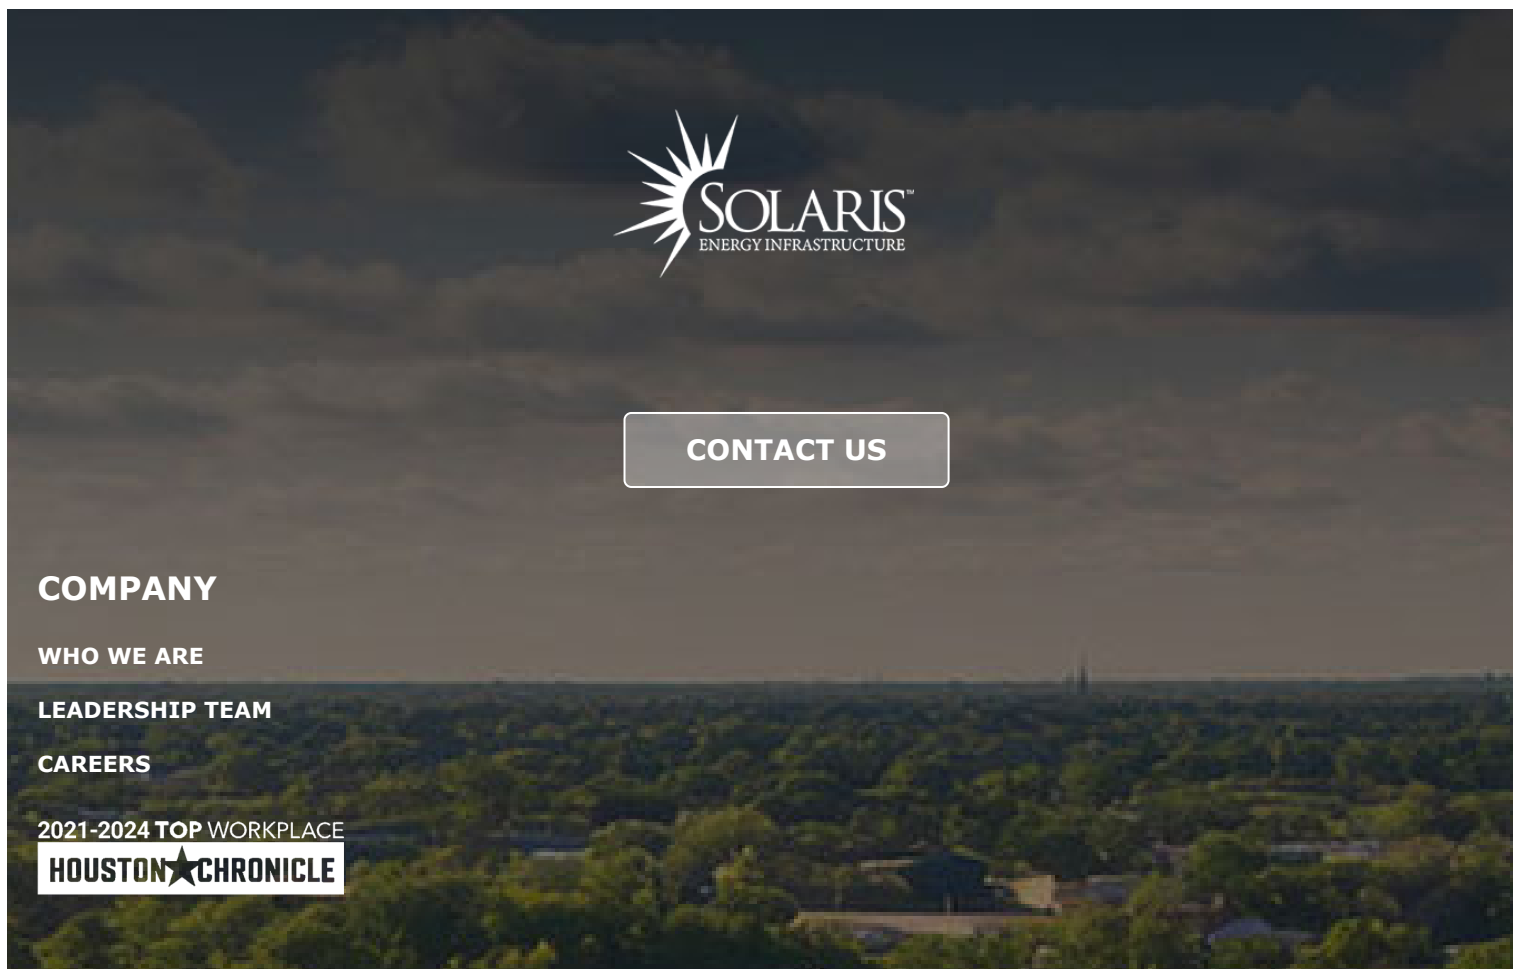 SOLARIS™
ENERGY INFRASTRUCTURE
CONTACT US
COMPANY
WHO WE ARE
LEADERSHIP TEAM
CAREERS
2021-2024 TOP WORKPLACE
HOUSTON★CHRONICLE